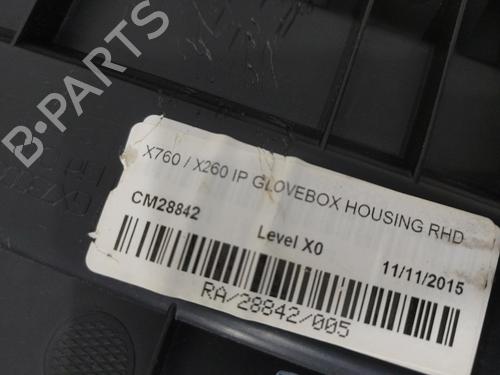 B·PARTS
X760 / X260 IP GLOVEBOX HOUSING RHD
CM28842
Level X0
11/11/2015
RA/28842/005